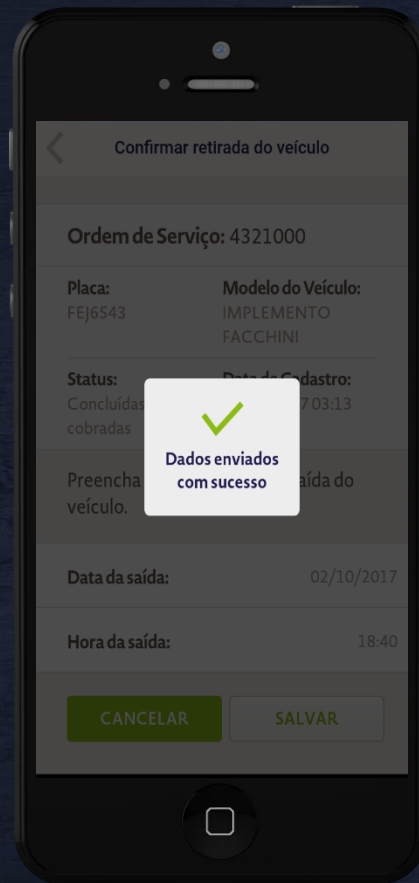 Confirmar retirada do veículo
Ordem de Serviço: 4321000
Placa: Modelo do Veículo:
FEJ6543 IMPLEMENTO
FACCHINI
Status: Data de Cadastro:
Concluídas 7 03:13
cobradas
Dados enviados
com sucesso
Preencha aída do
veículo.
Data da saída: 02/10/2017
Hora da saída: 18:40
CANCELAR SALVAR